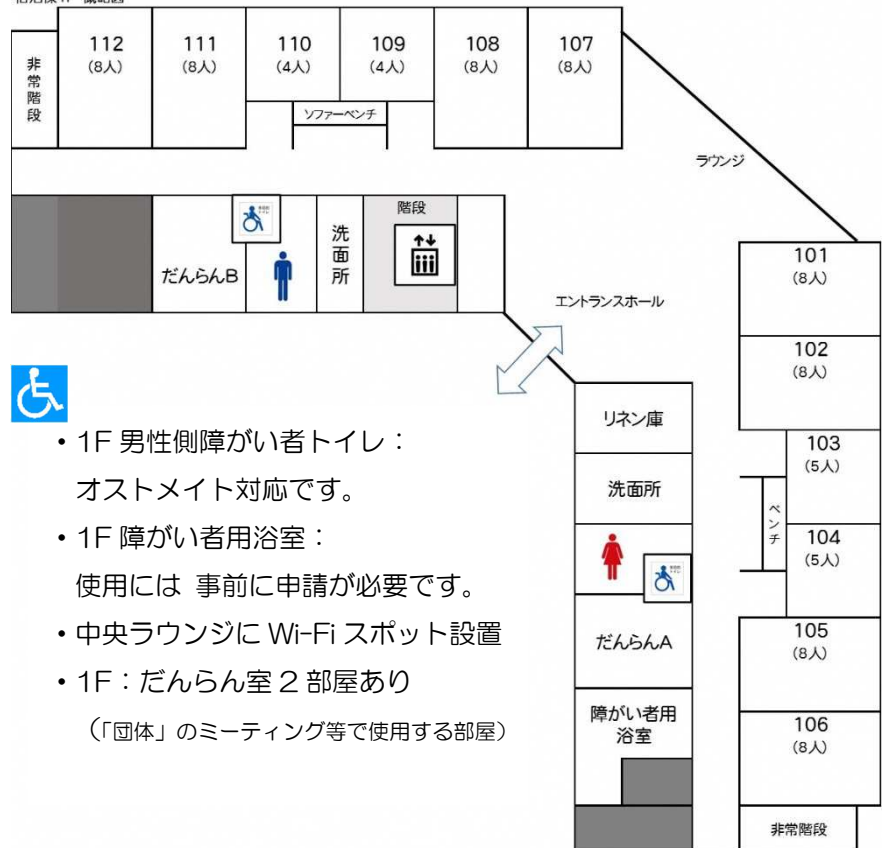 112
(8人)
111
(8人)
110
(4人)
109
(4人)
108
(8人)
107
(8人)
非常階段
ソファーベンチ
ラウンジ
だんらんB
洗面所
階段
エントランスホール
101
(8人)
102
(8人)
103
(5人)
104
(5人)
ベンチ
105
(8人)
106
(8人)
非常階段
リネン庫
洗面所
だんらんA
障がい者用
浴室
・1F 男性側障がい者トイレ:
オストメイト対応です。
・1F 障がい者用浴室:
使用には 事前に申請が必要です。
・中央ラウンジに Wi-Fi スポット設置
・1F:だんらん室 2 部屋あり
(「団体」のミーティング等で使用する部屋)